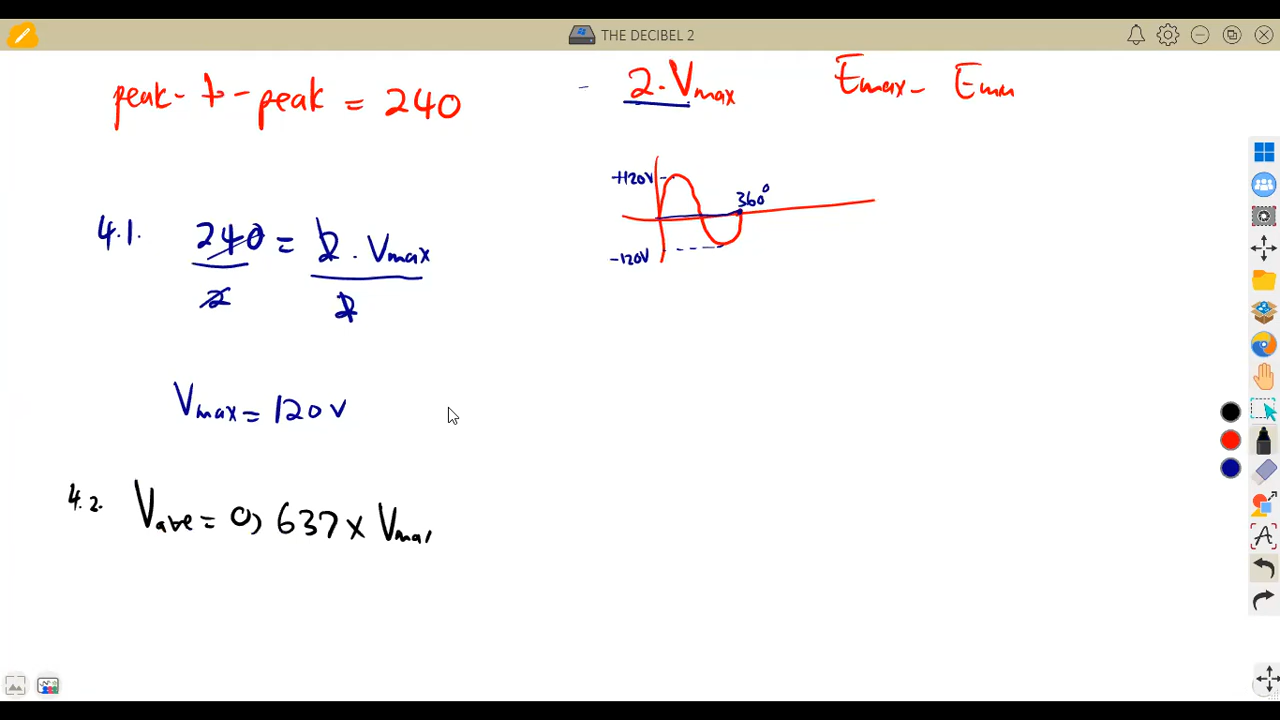 THE DECIBEL 2
peak-t-peak = 240
2·Vmax
Emax- Emin
+120V
360°
-120V
4.1.
240 = 2 . Vmax
2 2
Vmax = 120V
4.2. Vave = 0,637 x Vmax
A